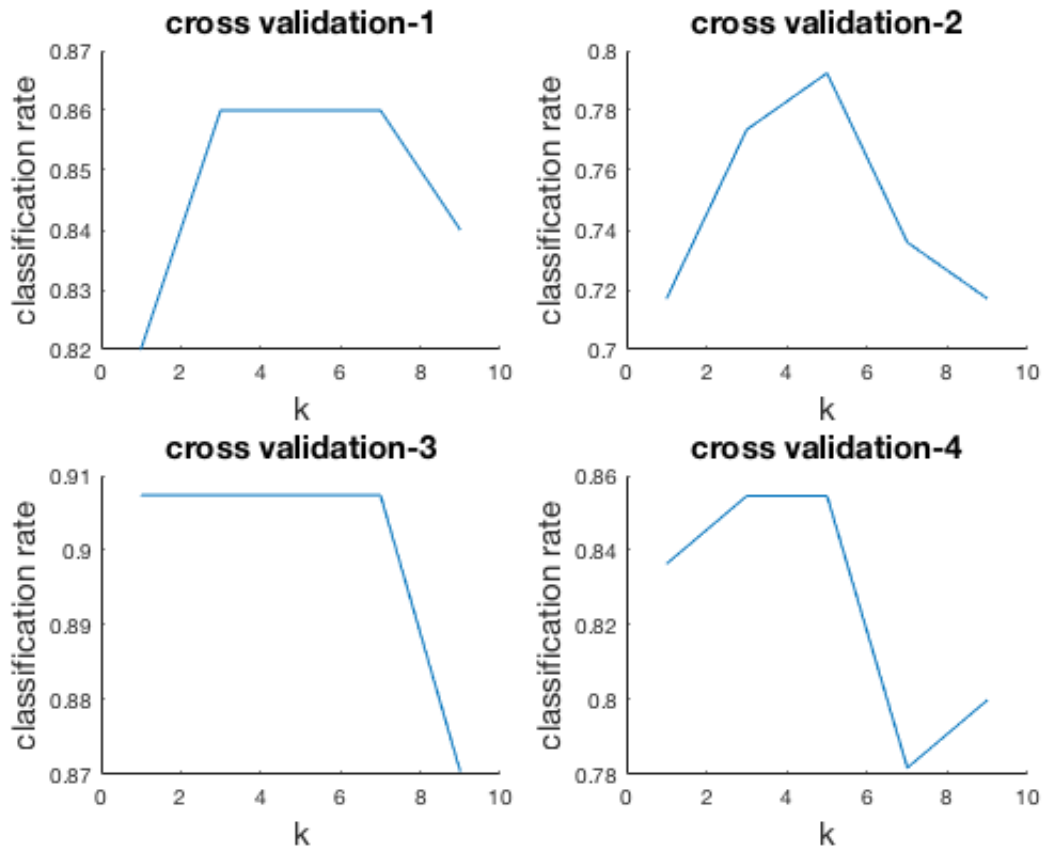 cross validation-1
0.87
0.86
0.85
0.84
0.83
0.82
classification rate
0 2 4 6 8 10
k
cross validation-2
0.8
0.78
0.76
0.74
0.72
0.7
classification rate
0 2 4 6 8 10
k
cross validation-3
0.91
0.9
0.89
0.88
0.87
classification rate
0 2 4 6 8 10
k
cross validation-4
0.86
0.84
0.82
0.8
0.78
classification rate
0 2 4 6 8 10
k